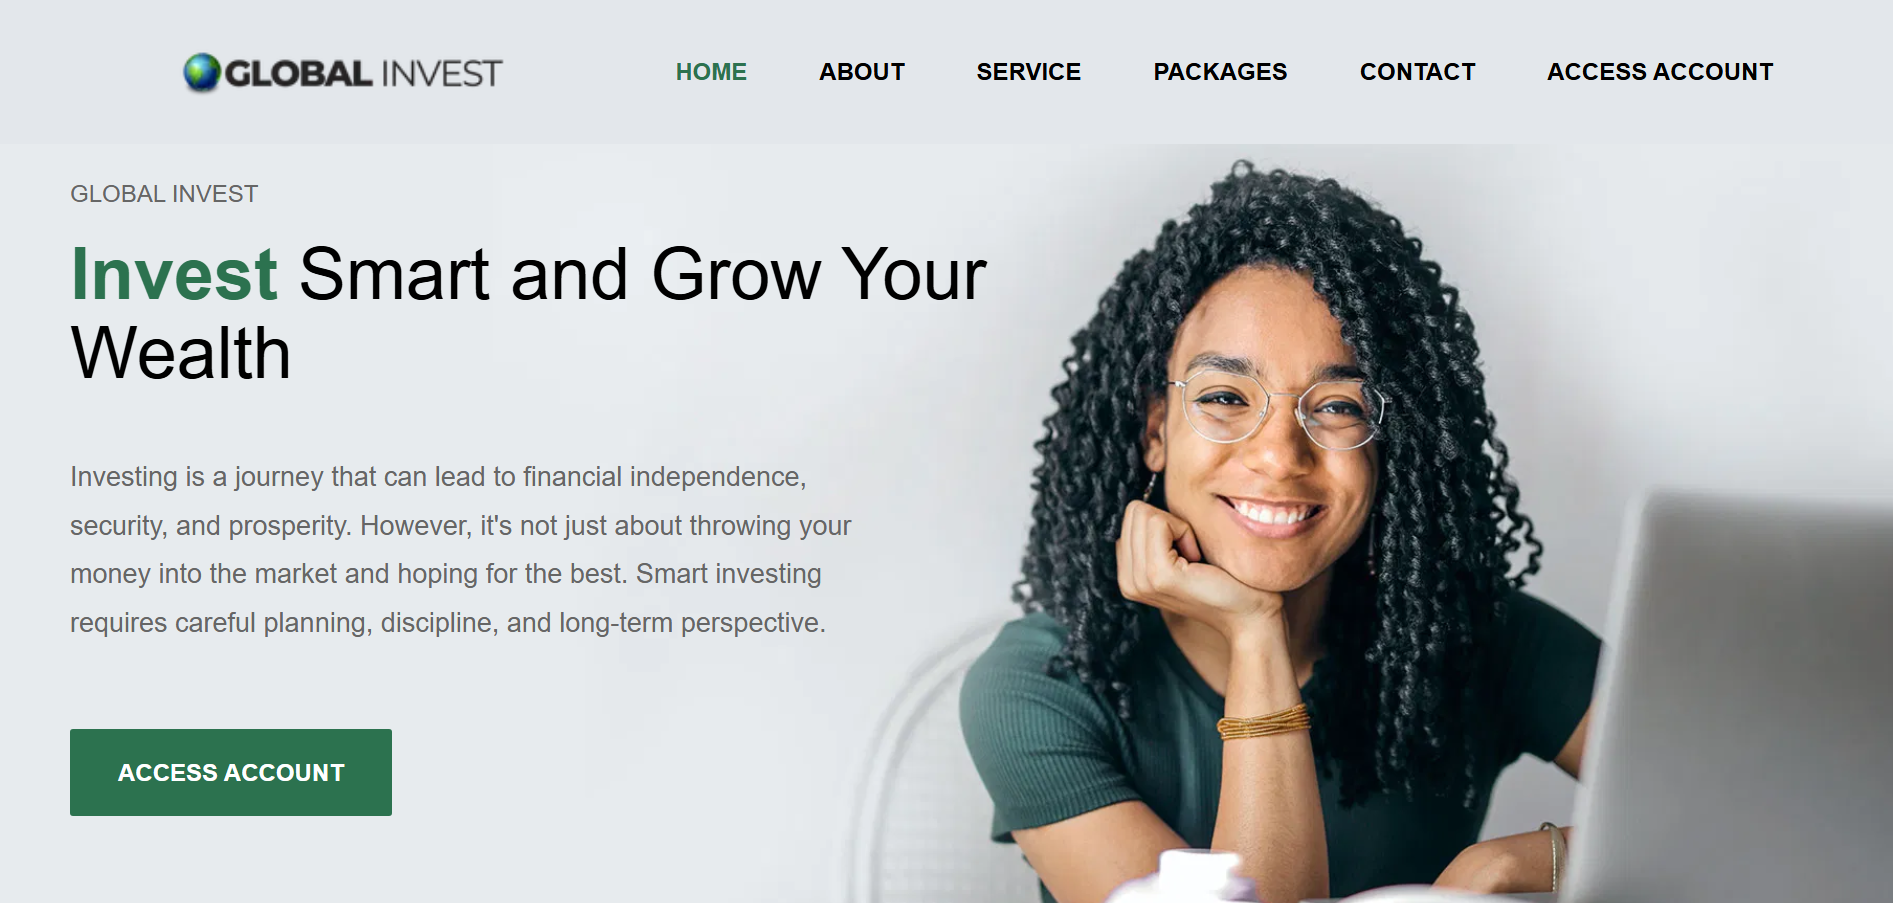 GLOBAL INVEST
HOME
ABOUT
SERVICE
PACKAGES
CONTACT
ACCESS ACCOUNT
GLOBAL INVEST
Invest Smart and Grow Your
Wealth
Investing is a journey that can lead to financial independence,
security, and prosperity. However, it's not just about throwing your
money into the market and hoping for the best. Smart investing
requires careful planning, discipline, and long-term perspective.
ACCESS ACCOUNT